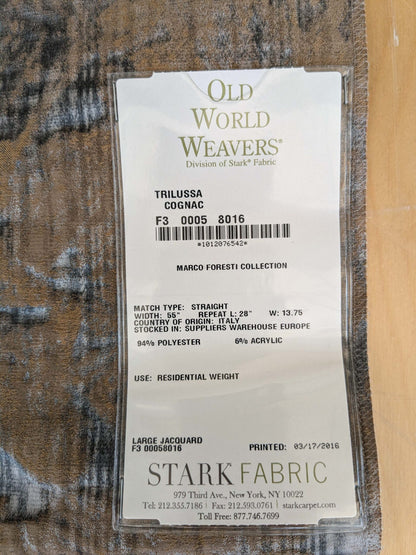 OLD
WORLD
WEAVERS®
Division of Stark® Fabric
TRILUSSA
COGNAC
F3 0005 8016
*1012076542*
MARCO FORESTI COLLECTION
MATCH TYPE: STRAIGHT
WIDTH: 55" REPEAT L: 28" W: 13.75
COUNTRY OF ORIGIN: ITALY
STOCKED IN: SUPPLIERS WAREHOUSE EUROPE
94% POLYESTER 6% ACRYLIC
USE: RESIDENTIAL WEIGHT
LARGE JACQUARD
F3 00058016 PRINTED: 03/17/2016
STARK FABRIC
979 Third Ave., New York, NY 10022
Tel: 212.355.7186 | Fax: 212.593.0761 | starkcarpet.com
Toll Free: 877.746.7699